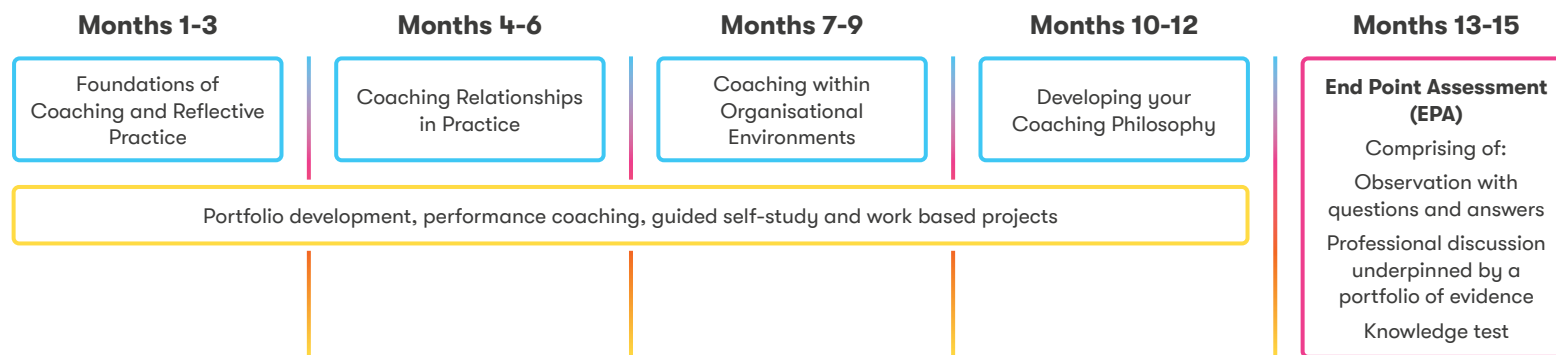 Months 1-3
Months 4-6
Months 7-9
Months 10-12
Months 13-15
Foundations of
Coaching and Reflective
Practice
Coaching Relationships
in Practice
Coaching within
Organisational
Environments
Developing your
Coaching Philosophy
End Point Assessment
(EPA)
Comprising of:
Observation with
questions and answers
Professional discussion
underpinned by a
portfolio of evidence
Knowledge test
Portfolio development, performance coaching, guided self-study and work based projects